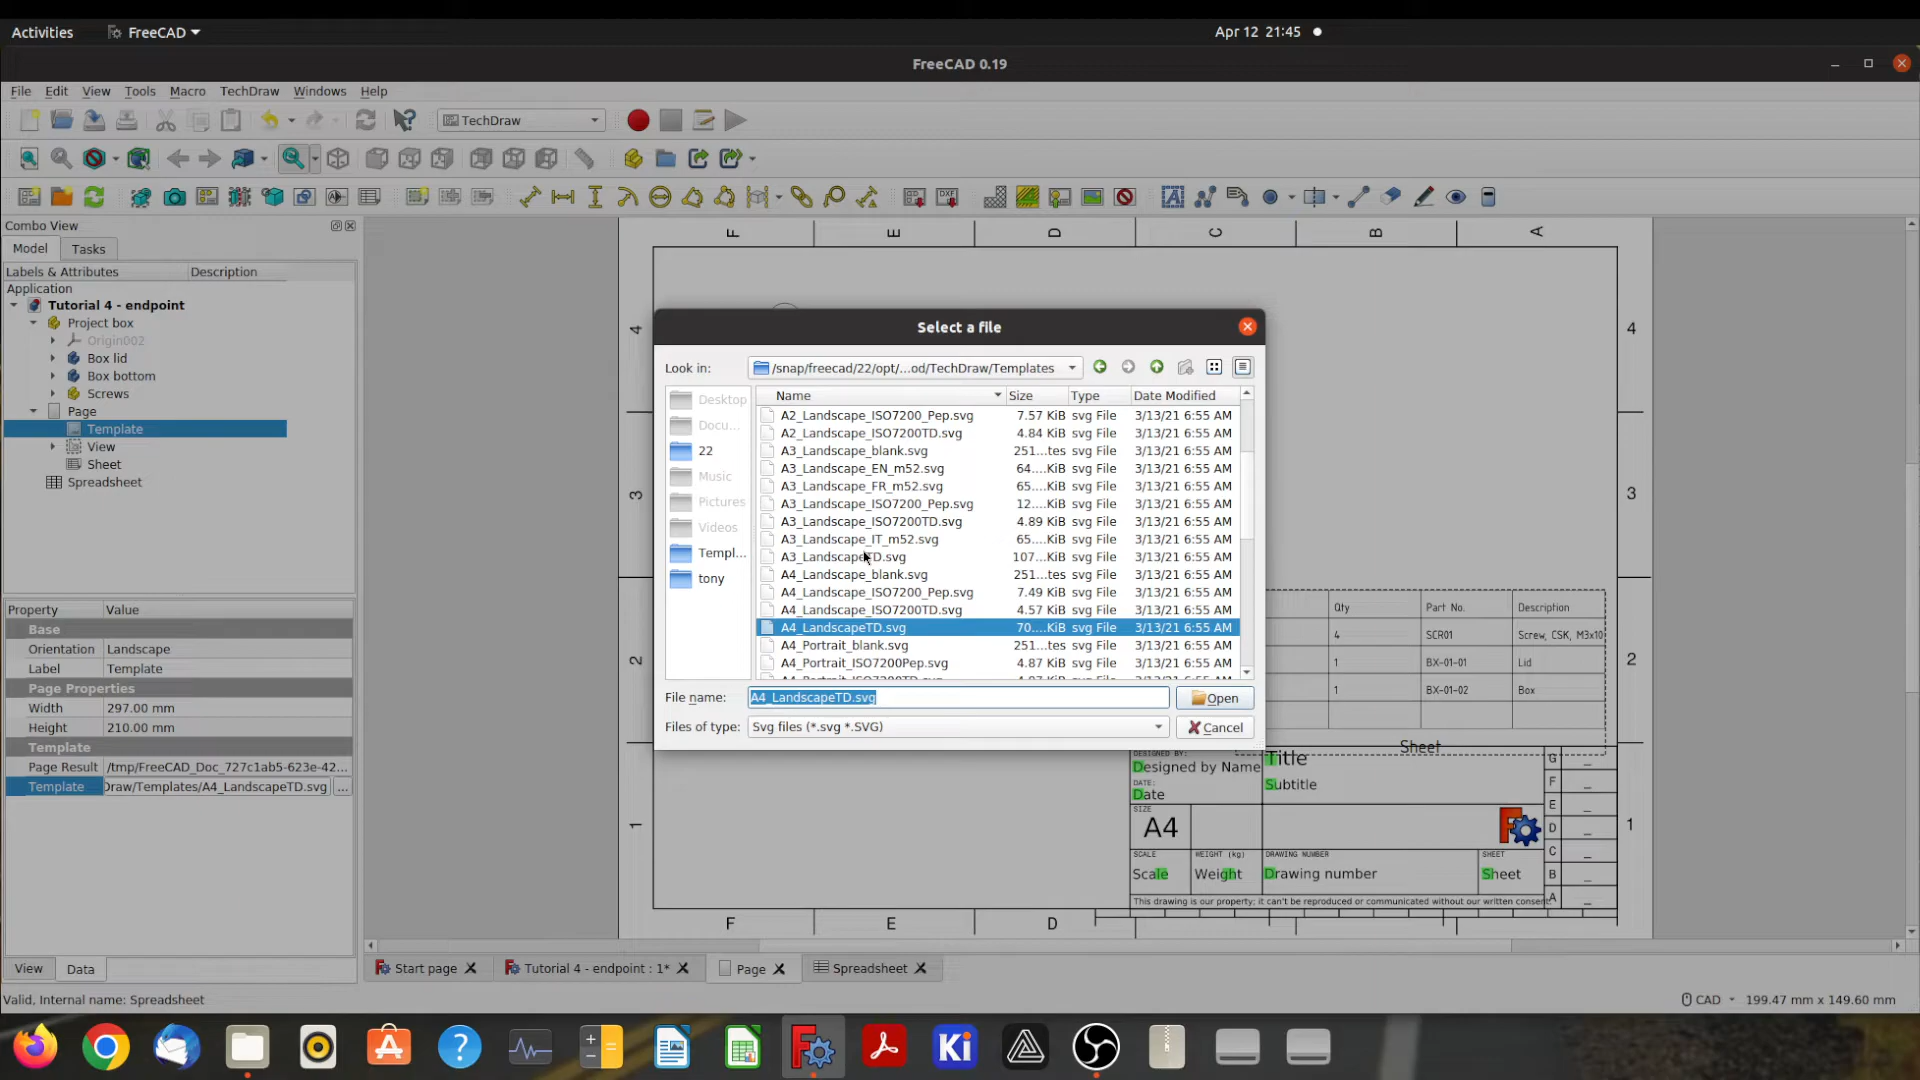 Activities FreeCAD Apr 12 21:45
FreeCAD 0.19
File Edit View Tools Macro TechDraw Windows Help
TechDraw
Combo View
Model Tasks
Labels & Attributes Description
Application
Tutorial 4 - endpoint
Project box
Origin002
Box lid
Box bottom
Screws
Page
Template
View
Sheet
Spreadsheet
Property Value
Base
Orientation Landscape
Label Template
Page Properties
Width 297.00 mm
Height 210.00 mm
Template
Page Result /tmp/FreeCAD_Doc_727c1ab5-623e-42...
Template Draw/Templates/A4_LandscapeTD.svg ...
View Data
F E D C B A
4 4
3 3
2 2
1 1
F E D
Select a file
Look in: /snap/freecad/22/opt/...od/TechDraw/Templates
Desktop
Docu...
22
Music
Pictures
Videos
Templ...
tony
Name Size Type Date Modified
A2_Landscape_ISO7200_Pep.svg 7.57 KiB svg File 3/13/21 6:55 AM
A2_Landscape_ISO7200TD.svg 4.84 KiB svg File 3/13/21 6:55 AM
A3_Landscape_blank.svg 251...tes svg File 3/13/21 6:55 AM
A3_Landscape_EN_m52.svg 64....KiB svg File 3/13/21 6:55 AM
A3_Landscape_FR_m52.svg 65....KiB svg File 3/13/21 6:55 AM
A3_Landscape_ISO7200_Pep.svg 12....KiB svg File 3/13/21 6:55 AM
A3_Landscape_ISO7200TD.svg 4.89 KiB svg File 3/13/21 6:55 AM
A3_Landscape_IT_m52.svg 65....KiB svg File 3/13/21 6:55 AM
A3_LandscapeTD.svg 107...KiB svg File 3/13/21 6:55 AM
A4_Landscape_blank.svg 251...tes svg File 3/13/21 6:55 AM
A4_Landscape_ISO7200_Pep.svg 7.49 KiB svg File 3/13/21 6:55 AM
A4_Landscape_ISO7200TD.svg 4.57 KiB svg File 3/13/21 6:55 AM
A4_LandscapeTD.svg 70....KiB svg File 3/13/21 6:55 AM
A4_Portrait_blank.svg 251...tes svg File 3/13/21 6:55 AM
A4_Portrait_ISO7200Pep.svg 4.87 KiB svg File 3/13/21 6:55 AM
File name: A4_LandscapeTD.svg Open
Files of type: Svg files (*.svg *.SVG) Cancel
Qty Part No. Description
4 SCR01 Screw, CSK, M3x10
1 BX-01-01 Lid
1 BX-01-02 Box
Sheet
DESIGNED BY:
Designed by Name Title
DATE:
Date Subtitle
SIZE
A4
SCALE WEIGHT (kg) DRAWING NUMBER SHEET
Scale Weight Drawing number Sheet
This drawing is our property; it can't be reproduced or communicated without our written consent.
G _
F _
E _
D _
C _
B _
A _
Start page Tutorial 4 - endpoint : 1* Page Spreadsheet
Valid, Internal name: Spreadsheet CAD 199.47 mm x 149.60 mm
Ki